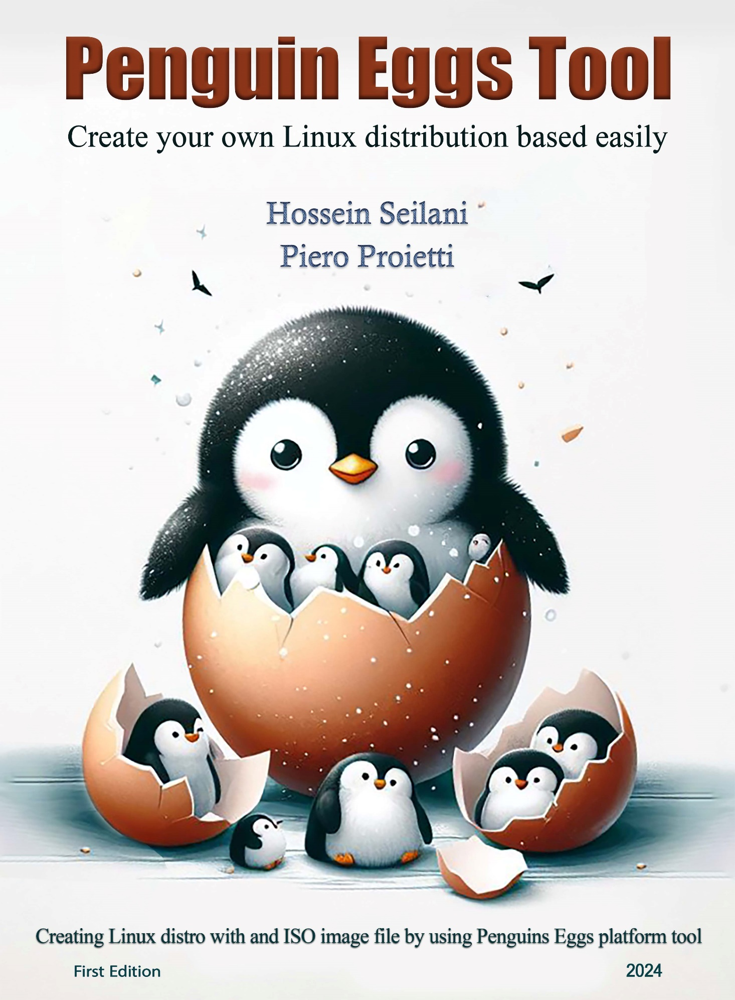 Penguin Eggs Tool
Create your own Linux distribution based easily
Hossein Seilani
Piero Proietti
Creating Linux distro with and ISO image file by using Penguins Eggs platform tool
First Edition
2024